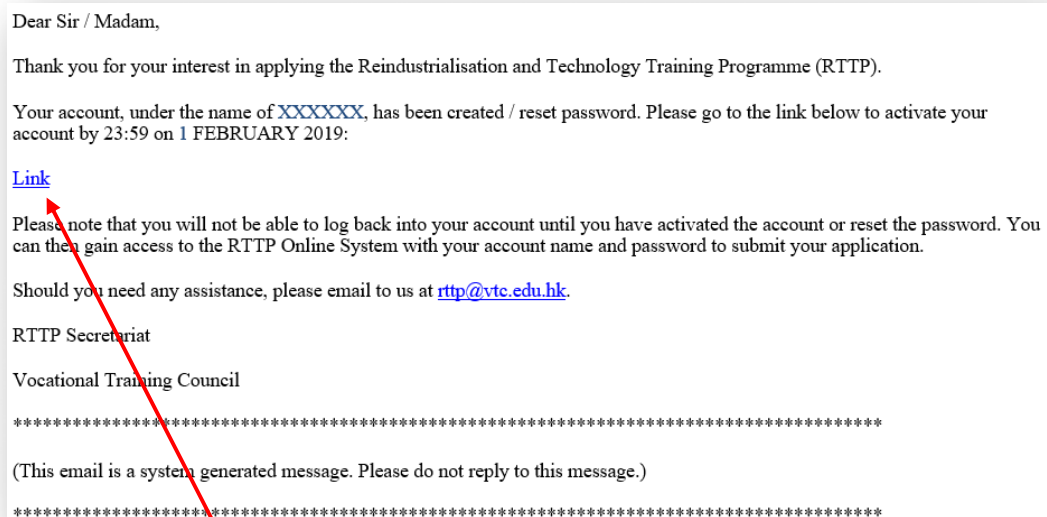 Dear Sir / Madam,
Thank you for your interest in applying the Reindustrialisation and Technology Training Programme (RTTP).
Your account, under the name of XXXXXX, has been created / reset password. Please go to the link below to activate your
account by 23:59 on 1 FEBRUARY 2019:
Link
Please note that you will not be able to log back into your account until you have activated the account or reset the password. You
can then gain access to the RTTP Online System with your account name and password to submit your application.
Should you need any assistance, please email to us at rttp@vtc.edu.hk.
RTTP Secretariat
Vocational Training Council
****************************************************************************************
(This email is a system generated message. Please do not reply to this message.)
****************************************************************************************